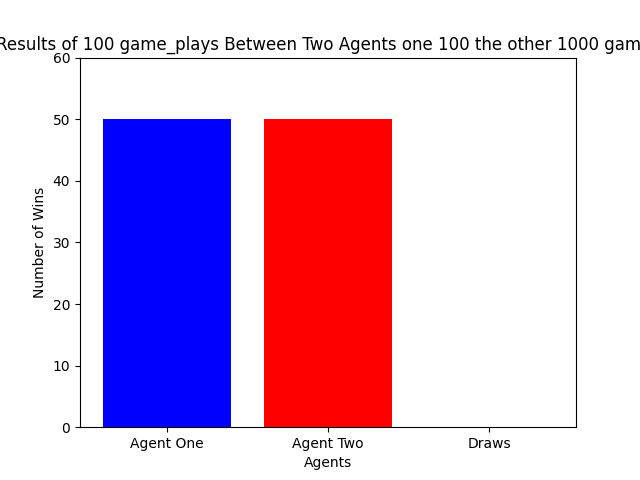 Results of 100 game_plays Between Two Agents one 100 the other 1000 gam
60
50
40
30
20
10
0
Number of Wins
Agent One
Agent Two
Draws
Agents